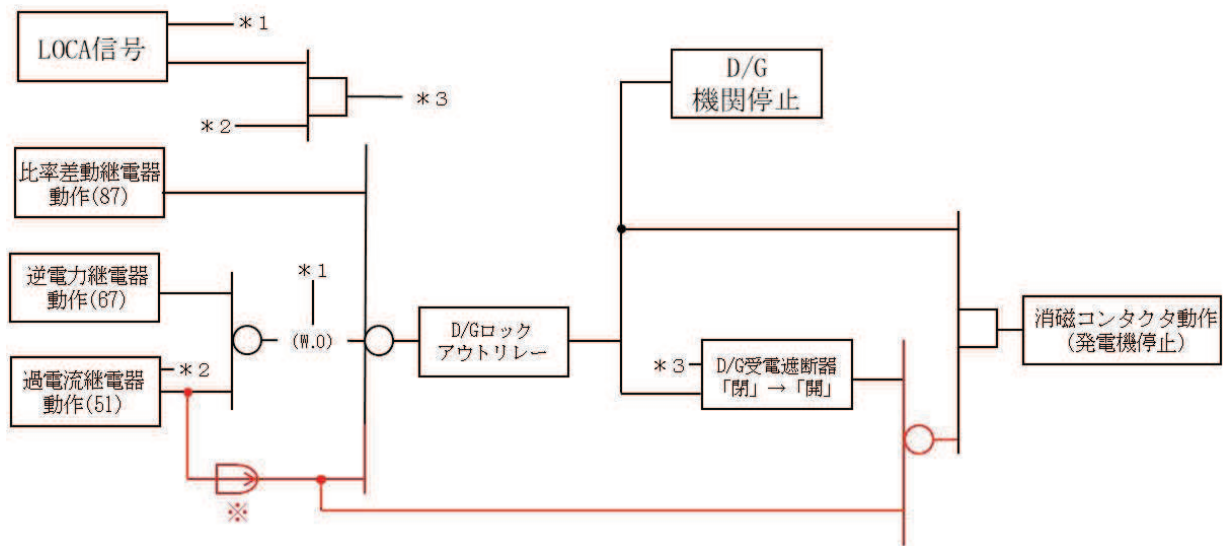 LOCA信号
*1
*2
*3
D/G
機関停止
比率差動継電器
動作(87)
逆電力継電器
動作(67)
*1
(W.O)
過電流継電器
動作(51)
*2
※
D/Gロック
アウトリレー
*3
D/G受電遮断器
「閉」→「開」
消磁コンタクタ動作
(発電機停止)